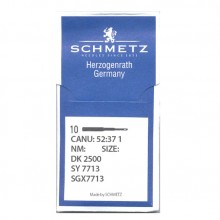 SCHMETZ
NEEDLES SINCE 1851
Herzogenrath
Germany
10
CANU: 52:37 1
NM: SIZE:
DK 2500
SY 7713
SGX7713
Made by SCHMETZ